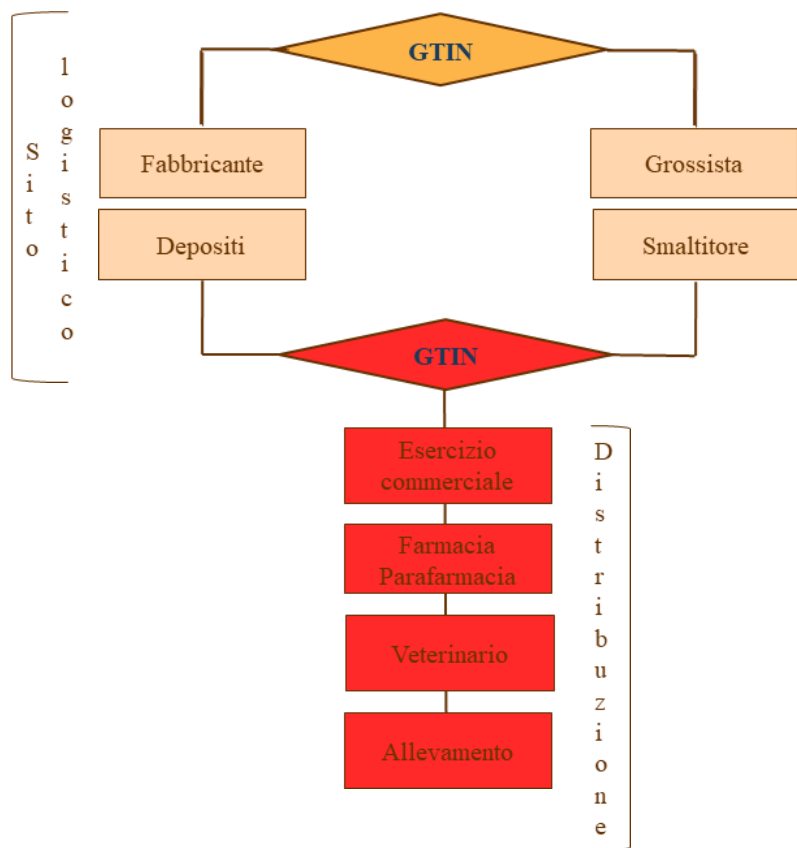 GTIN
Sito
logistico
Fabbricante
Grossista
Depositi
Smaltitore
GTIN
Esercizio
commerciale
Distribuzione
Farmacia
Parafarmacia
Veterinario
Allevamento